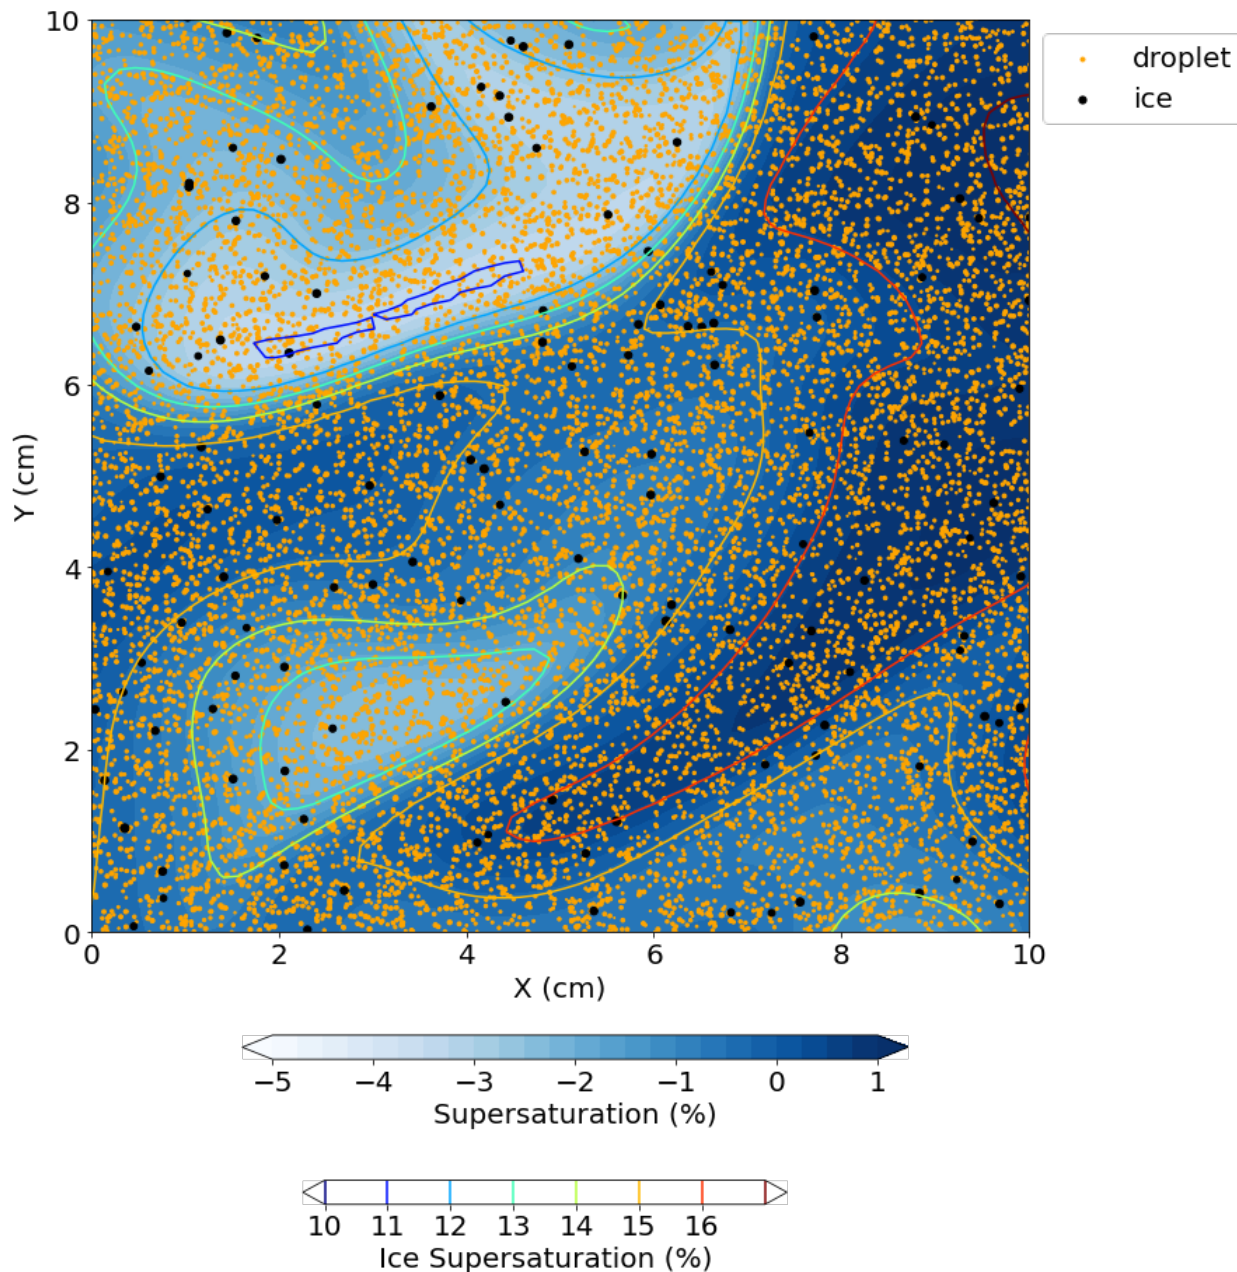 10
8
6
4
2
0
Y (cm)
0 2 4 6 8 10
X (cm)
droplet
ice
−5 −4 −3 −2 −1 0 1
Supersaturation (%)
10 11 12 13 14 15 16
Ice Supersaturation (%)